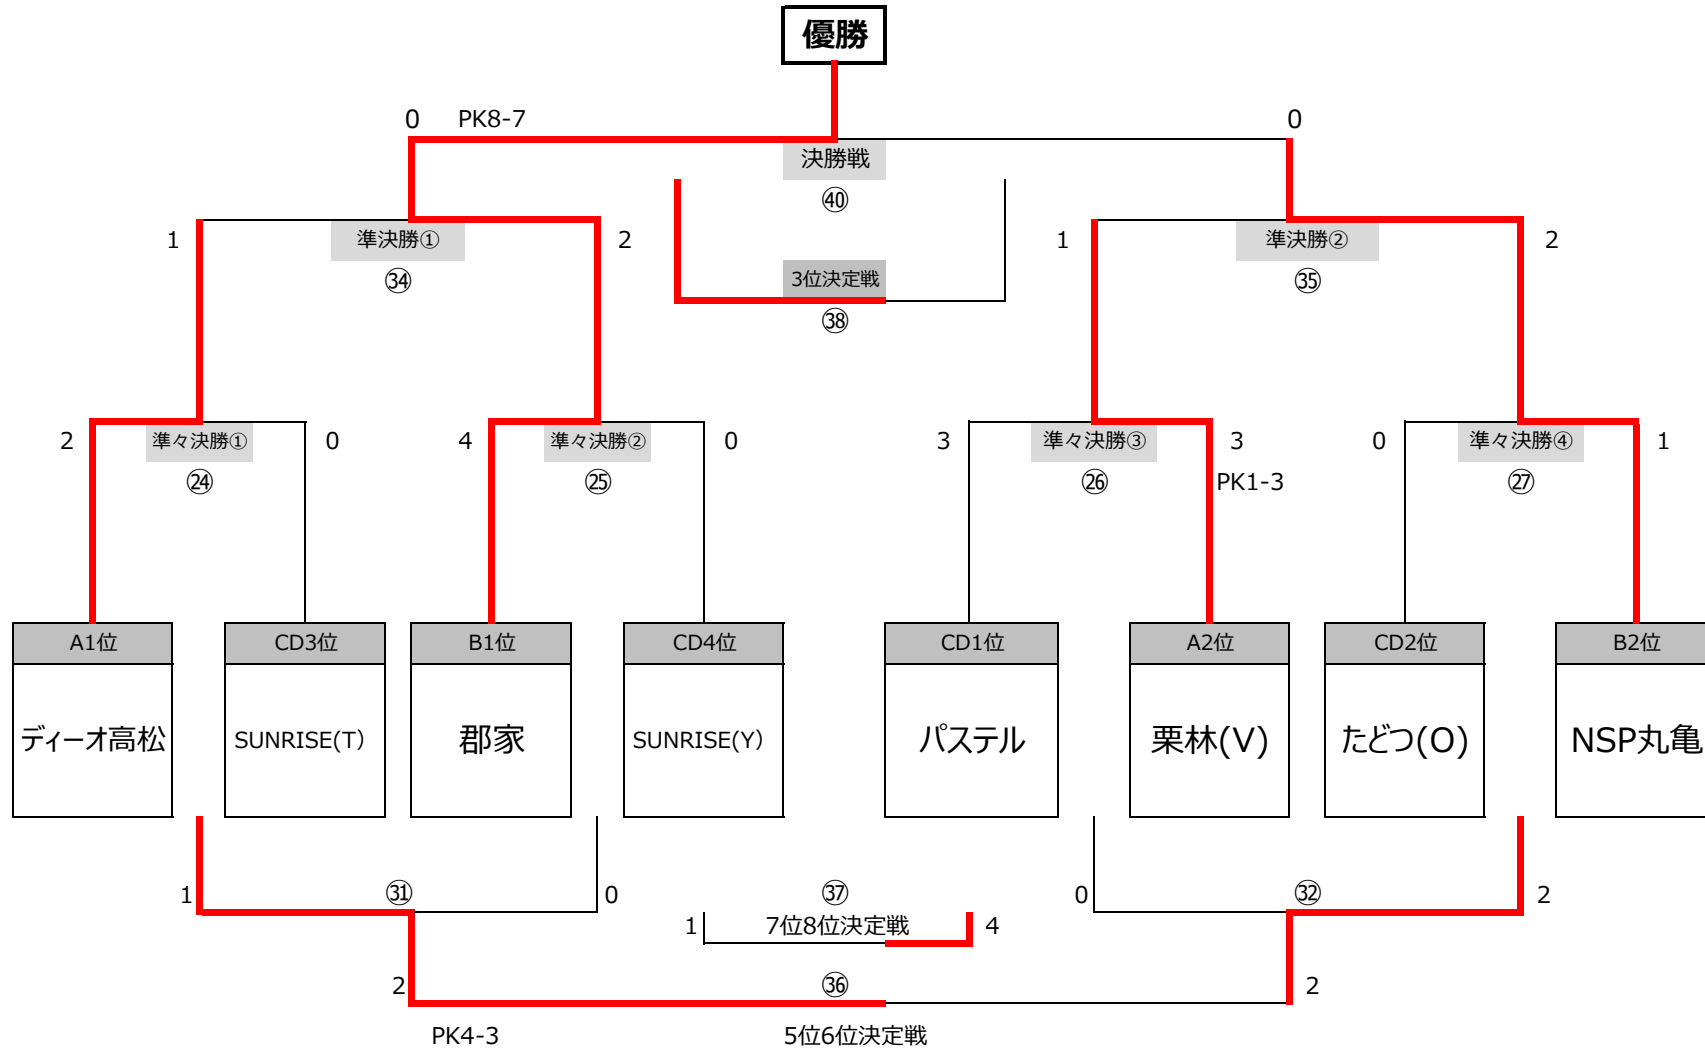 優勝
0 PK8-7 0
決勝戦
㊵
1 準決勝① 2 1 準決勝② 2
㉞ 3位決定戦 ㉟
㊳
2 準々決勝① 0 4 準々決勝② 0 3 準々決勝③ 3 0 準々決勝④ 1
㉔ ㉕ ㉖ PK1-3 ㉗
A1位 CD3位 B1位 CD4位 CD1位 A2位 CD2位 B2位
ディーオ高松 SUNRISE(T) 郡家 SUNRISE(Y) パステル 栗林(V) たどつ(O) NSP丸亀
1 ㉛ 0 ㊲ 0 ㉜ 2
1 7位8位決定戦 4
2 ㊱ 2
PK4-3 5位6位決定戦